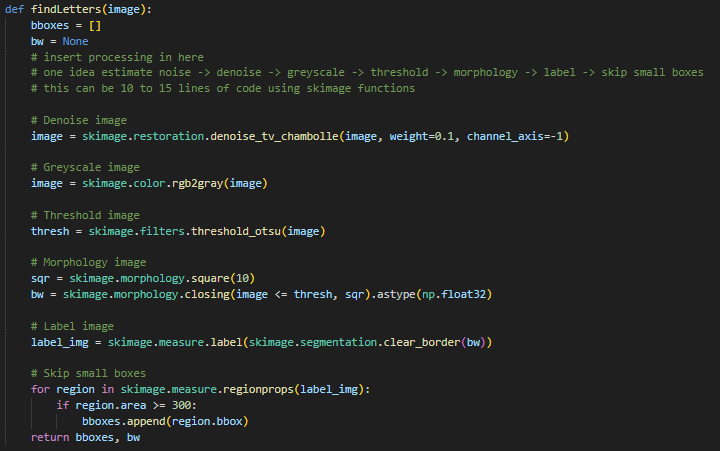 def findLetters(image):
    bboxes = []
    bw = None
    # insert processing in here
    # one idea estimate noise -> denoise -> greyscale -> threshold -> morphology -> label -> skip small boxes
    # this can be 10 to 15 lines of code using skimage functions

    # Denoise image
    image = skimage.restoration.denoise_tv_chambolle(image, weight=0.1, channel_axis=-1)

    # Greyscale image
    image = skimage.color.rgb2gray(image)

    # Threshold image
    thresh = skimage.filters.threshold_otsu(image)

    # Morphology image
    sqr = skimage.morphology.square(10)
    bw = skimage.morphology.closing(image <= thresh, sqr).astype(np.float32)

    # Label image
    label_img = skimage.measure.label(skimage.segmentation.clear_border(bw))

    # Skip small boxes
    for region in skimage.measure.regionprops(label_img):
        if region.area >= 300:
            bboxes.append(region.bbox)
    return bboxes, bw